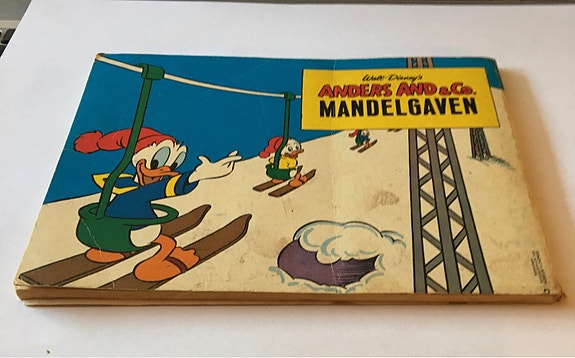 Walt Disney's
ANDERS AND & Co.
MANDELGAVEN